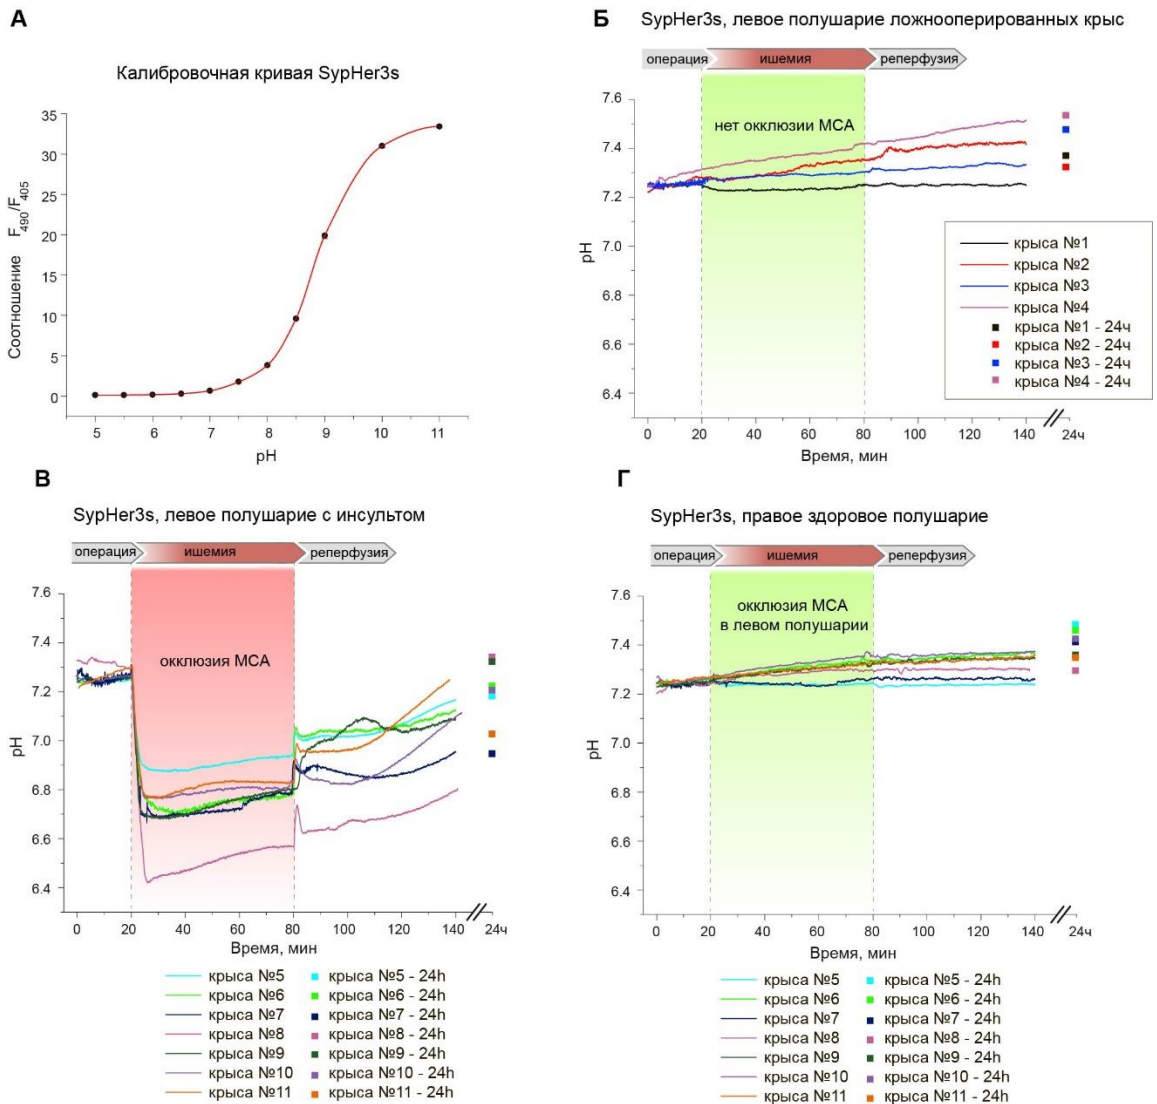 А
Калибровочная кривая SypHer3s
Соотношение F490/F405
35
30
25
20
15
10
5
0
5 6 7 8 9 10 11
pH
Б
SypHer3s, левое полушарие ложнооперированных крыс
операция ишемия реперфузия
нет окклюзии МСА
pH
7.6
7.4
7.2
7.0
6.8
6.6
6.4
крыса №1
крыса №2
крыса №3
крыса №4
крыса №1 - 24ч
крыса №2 - 24ч
крыса №3 - 24ч
крыса №4 - 24ч
0 20 40 60 80 100 120 140 24ч
Время, мин
В
SypHer3s, левое полушарие с инсультом
операция ишемия реперфузия
окклюзия МСА
pH
7.6
7.4
7.2
7.0
6.8
6.6
6.4
0 20 40 60 80 100 120 140 24ч
Время, мин
крыса №5 крыса №5 - 24h
крыса №6 крыса №6 - 24h
крыса №7 крыса №7 - 24h
крыса №8 крыса №8 - 24h
крыса №9 крыса №9 - 24h
крыса №10 крыса №10 - 24h
крыса №11 крыса №11 - 24h
Г
SypHer3s, правое здоровое полушарие
операция ишемия реперфузия
окклюзия МСА
в левом полушарии
pH
7.6
7.4
7.2
7.0
6.8
6.6
6.4
0 20 40 60 80 100 120 140 24ч
Время, мин
крыса №5 крыса №5 - 24h
крыса №6 крыса №6 - 24h
крыса №7 крыса №7 - 24h
крыса №8 крыса №8 - 24h
крыса №9 крыса №9 - 24h
крыса №10 крыса №10 - 24h
крыса №11 крыса №11 - 24h